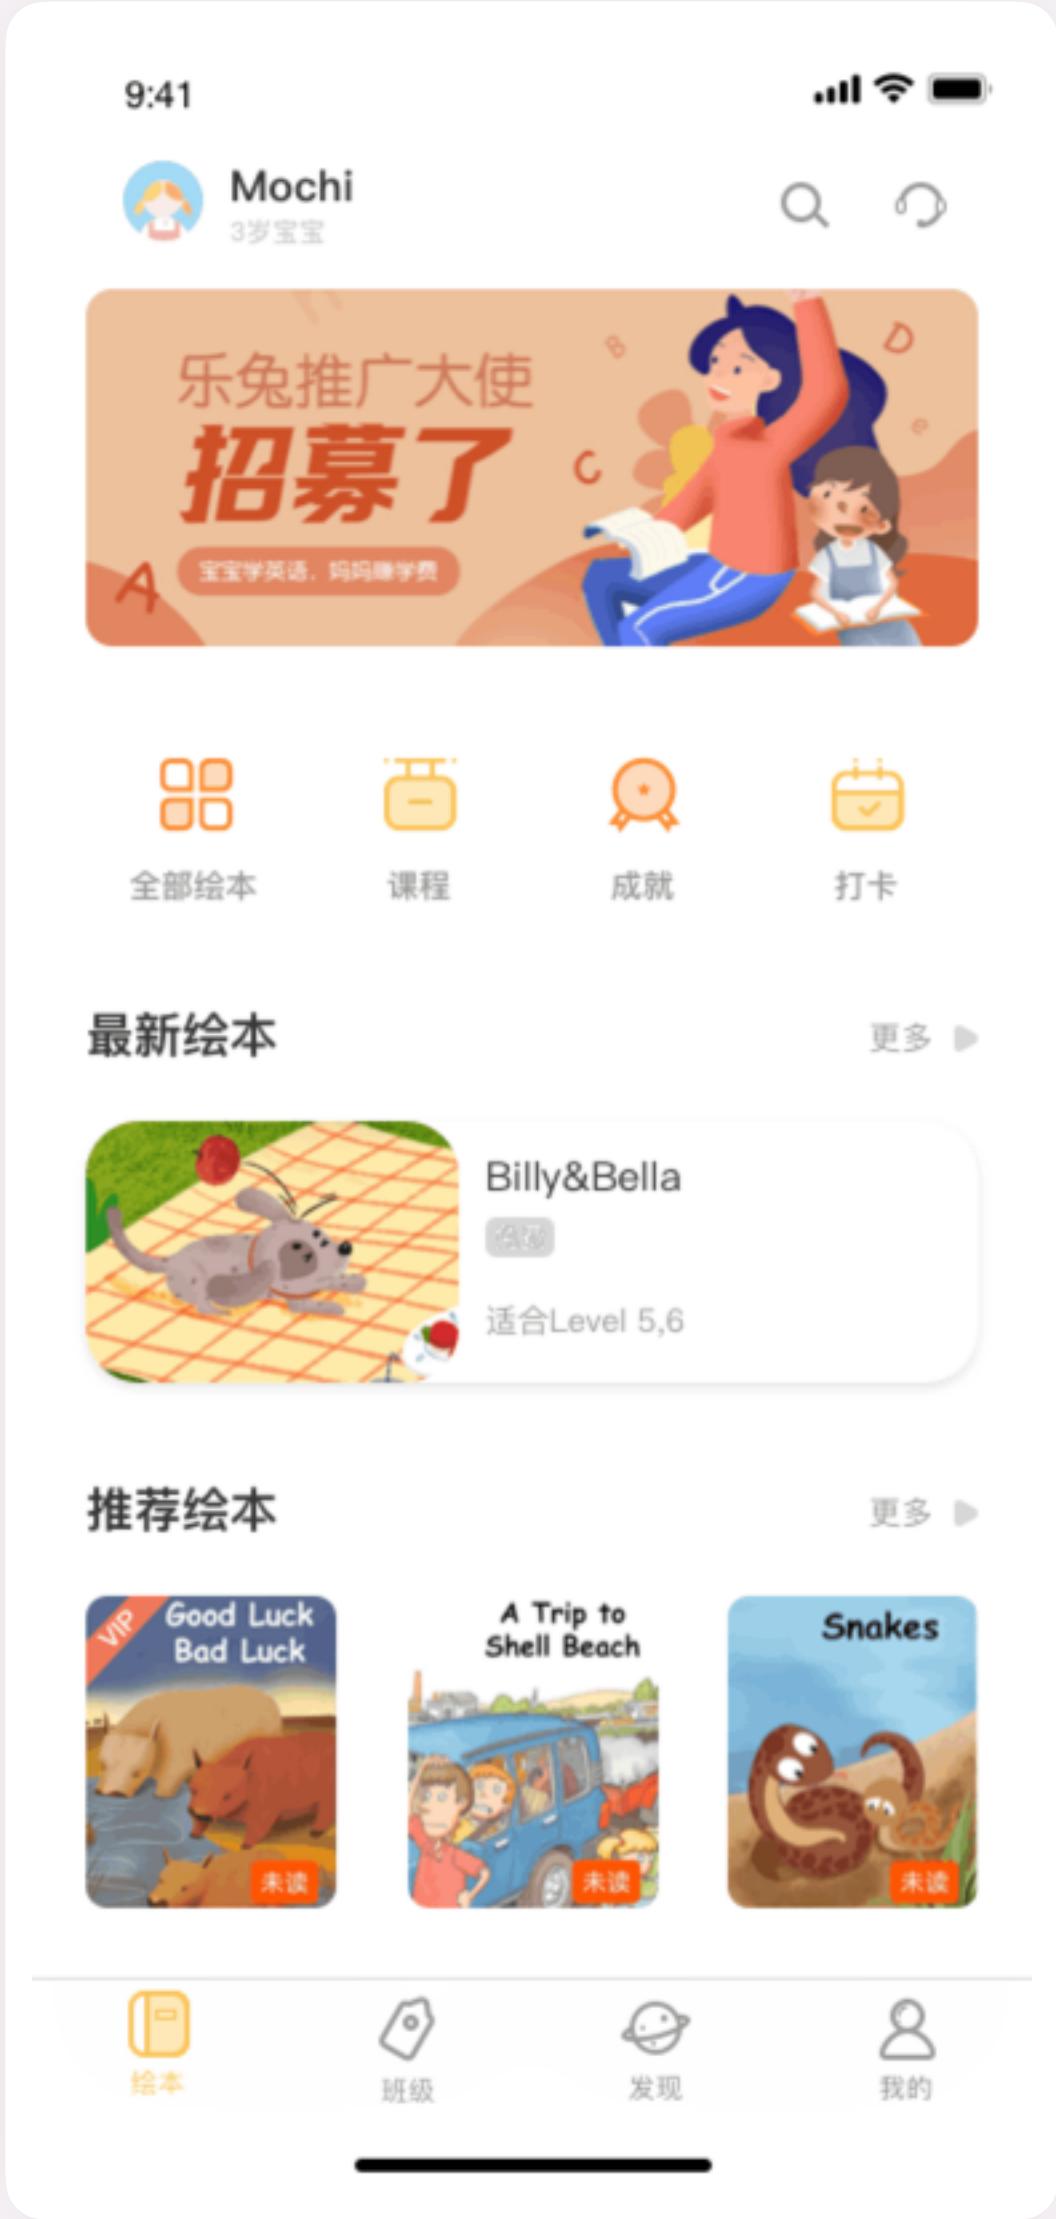 9:41
Mochi
3岁宝宝
乐兔推广大使
招募了
宝宝学英语，妈妈赚学费
A
B
C
D
e
全部绘本
课程
成就
打卡
最新绘本
更多
Billy&Bella
适合Level 5,6
推荐绘本
更多
VIP
Good Luck
Bad Luck
未读
A Trip to
Shell Beach
未读
Snakes
未读
绘本
班级
发现
我的